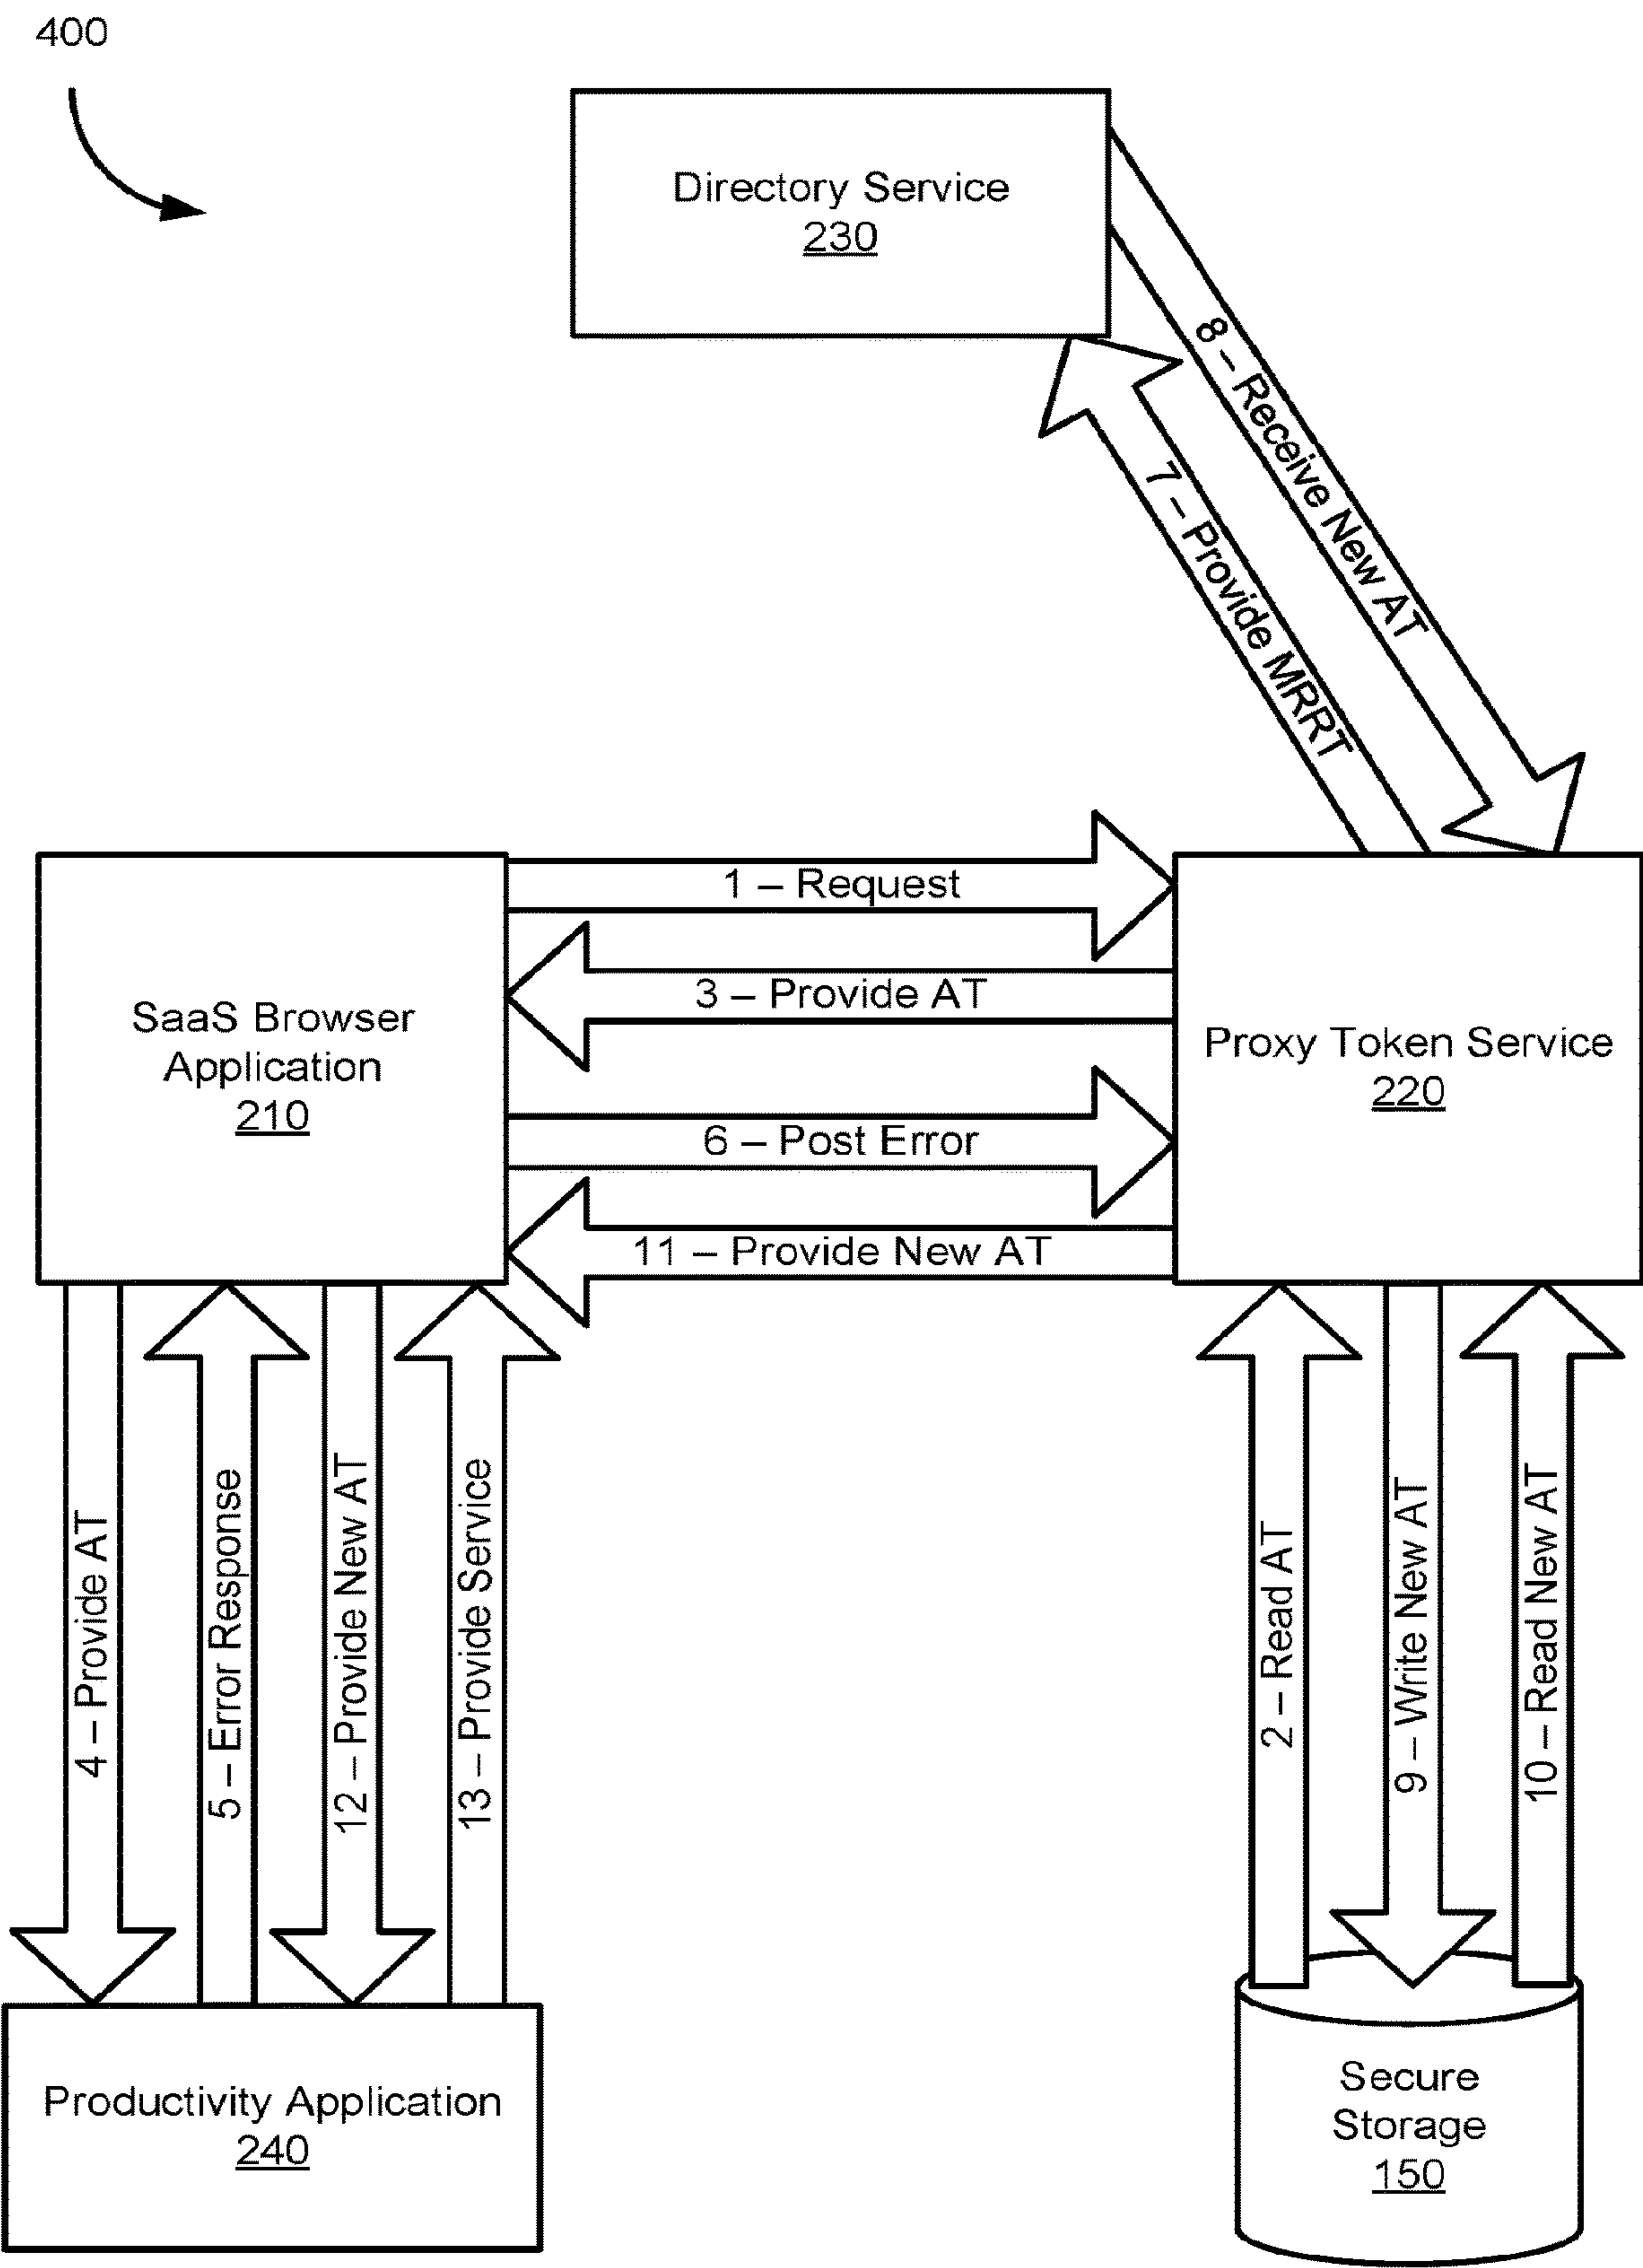 400
Directory Service
230
8 – Receive New AT
7 – Provide MRRT
1 – Request
3 – Provide AT
SaaS Browser
Application
210
Proxy Token Service
220
6 – Post Error
11 – Provide New AT
4 – Provide AT
5 – Error Response
12 – Provide New AT
13 – Provide Service
2 – Read AT
9 – Write New AT
10 – Read New AT
Productivity Application
240
Secure
Storage
150